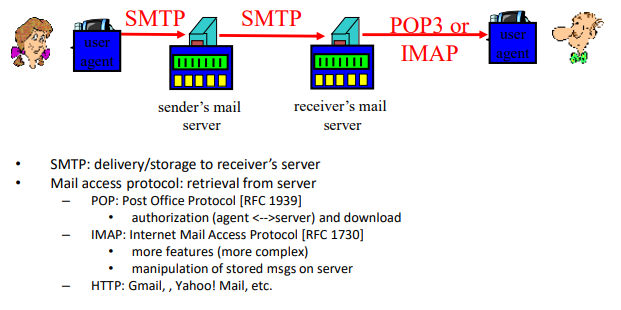 SMTP
SMTP
POP3 or
IMAP
user
agent
user
agent
sender's mail
server
receiver's mail
server
• SMTP: delivery/storage to receiver's server
• Mail access protocol: retrieval from server
– POP: Post Office Protocol [RFC 1939]
• authorization (agent <-->server) and download
– IMAP: Internet Mail Access Protocol [RFC 1730]
• more features (more complex)
• manipulation of stored msgs on server
– HTTP: Gmail, , Yahoo! Mail, etc.